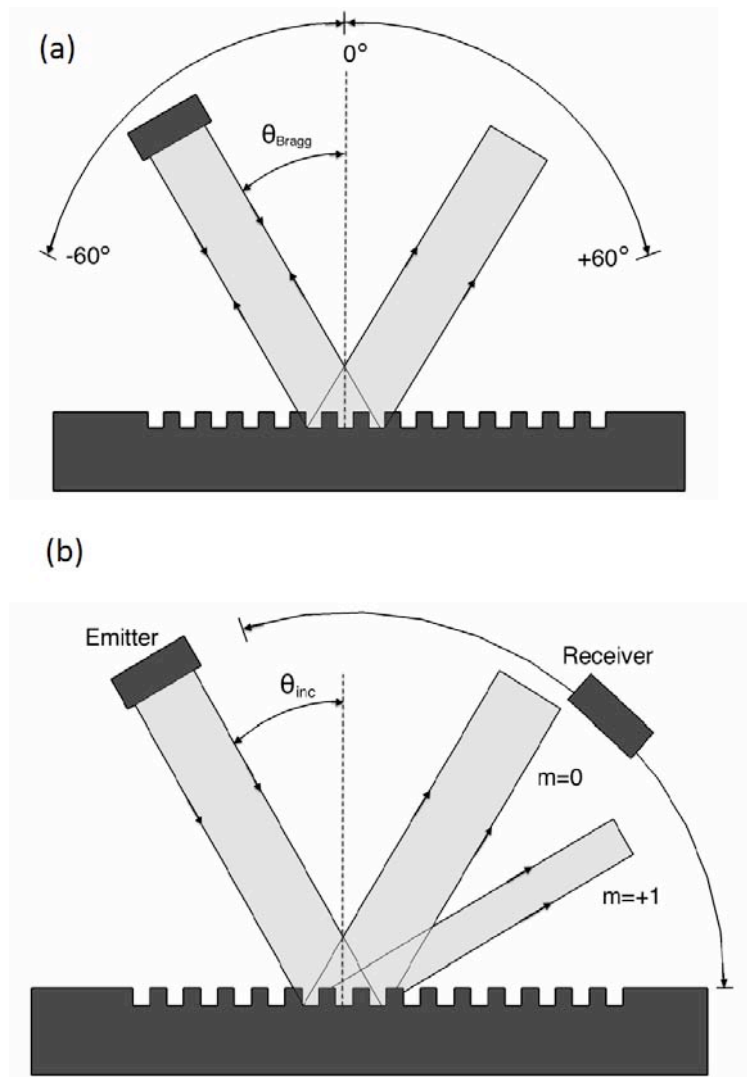 (a)
0°
θBragg
-60°
+60°
(b)
Emitter
θinc
Receiver
m=0
m=+1